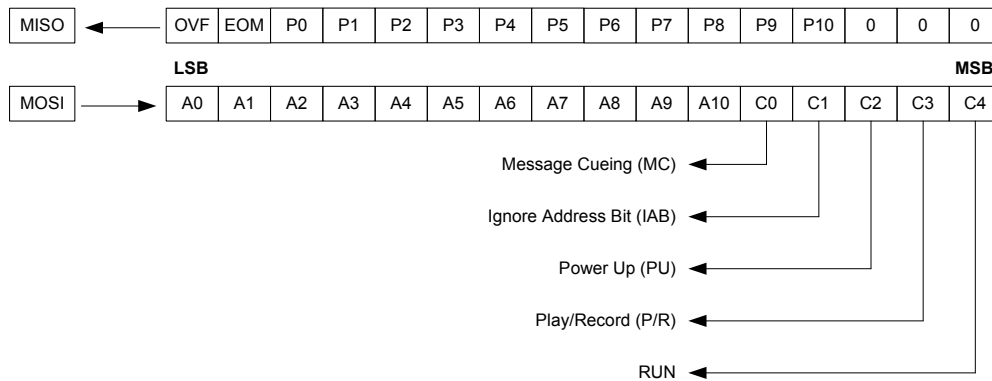 MISO OVF EOM P0 P1 P2 P3 P4 P5 P6 P7 P8 P9 P10 0 0 0
LSB MSB
MOSI A0 A1 A2 A3 A4 A5 A6 A7 A8 A9 A10 C0 C1 C2 C3 C4
Message Cueing (MC)
Ignore Address Bit (IAB)
Power Up (PU)
Play/Record (P/R)
RUN